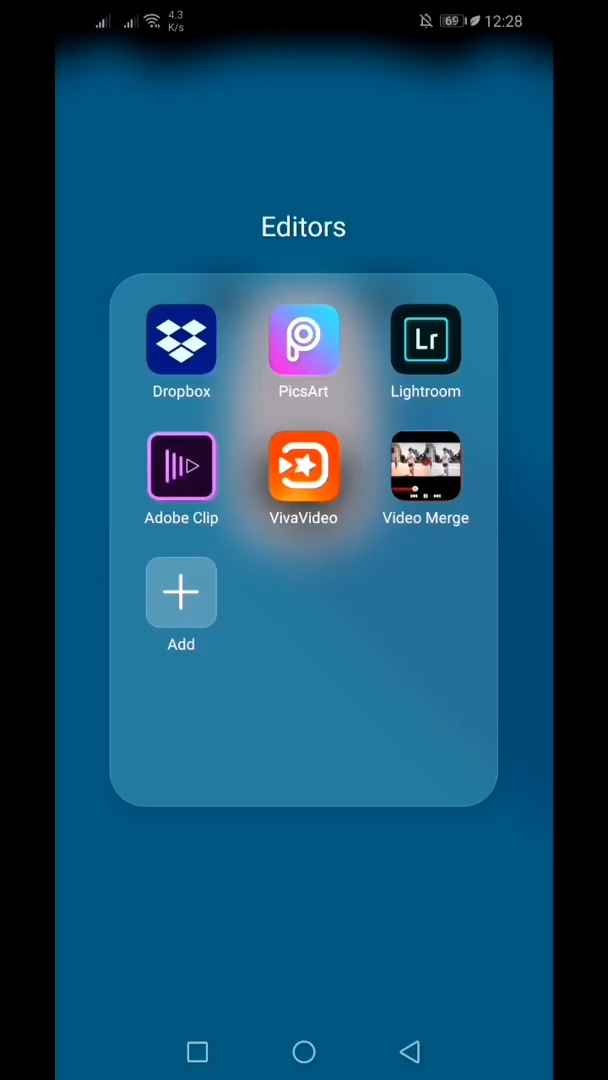 4.3
K/s
69
12:28
Editors
Dropbox
PicsArt
Lr
Lightroom
Adobe Clip
VivaVideo
Video Merge
Add